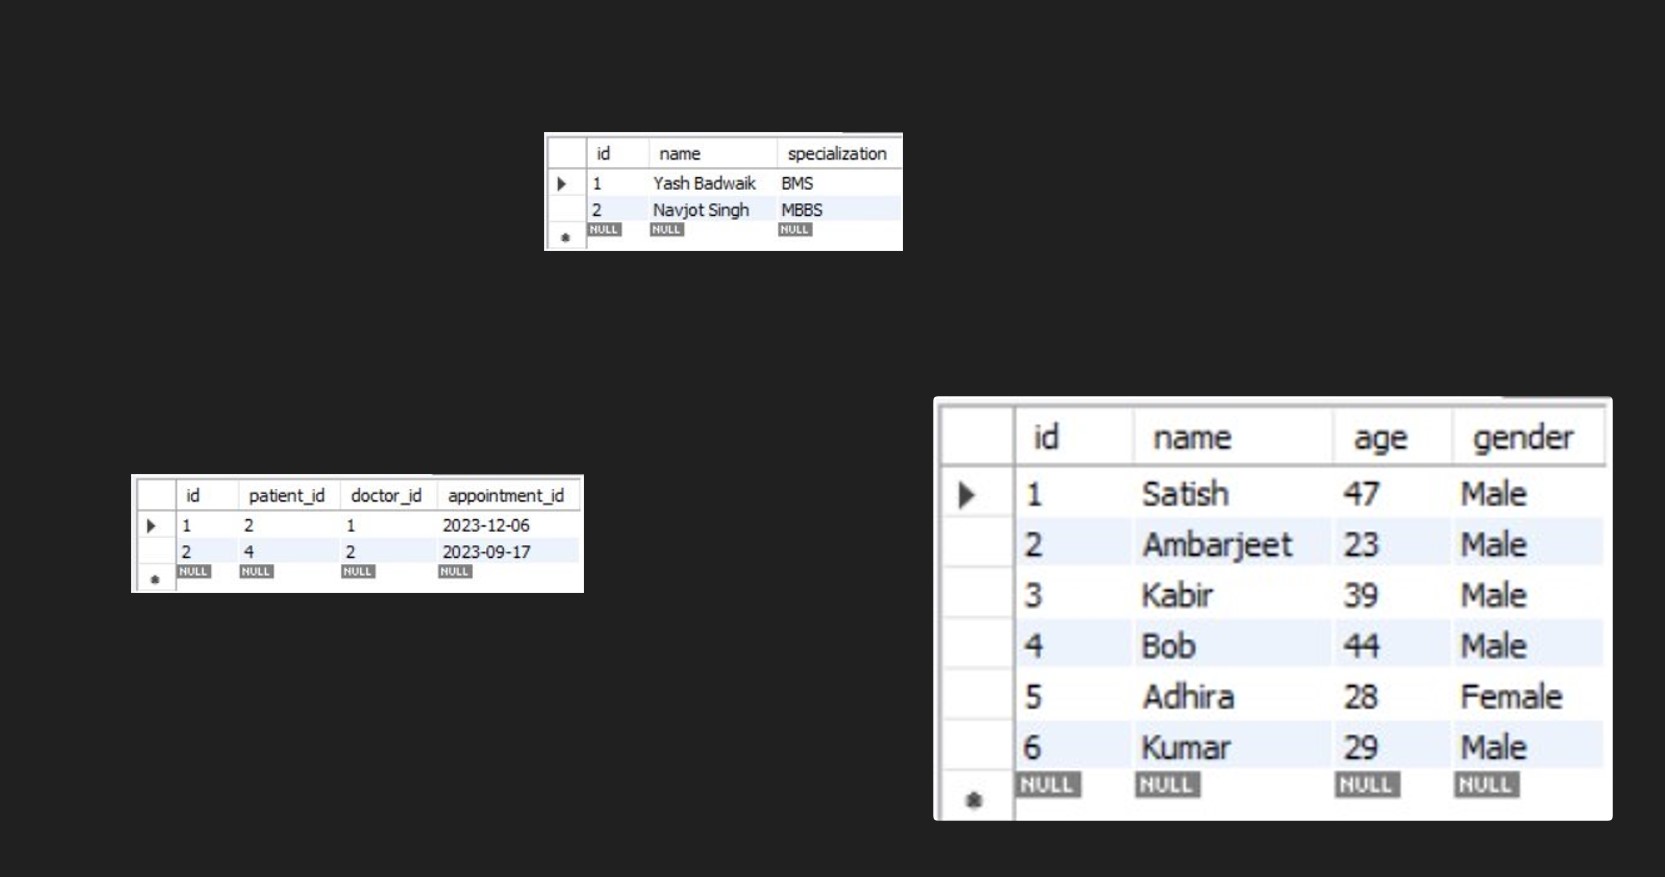 id name specialization
1 Yash Badwaik BMS
2 Navjot Singh MBBS
NULL NULL NULL
id patient_id doctor_id appointment_id
1 2 1 2023-12-06
2 4 2 2023-09-17
NULL NULL NULL NULL
id name age gender
1 Satish 47 Male
2 Ambarjeet 23 Male
3 Kabir 39 Male
4 Bob 44 Male
5 Adhira 28 Female
6 Kumar 29 Male
NULL NULL NULL NULL